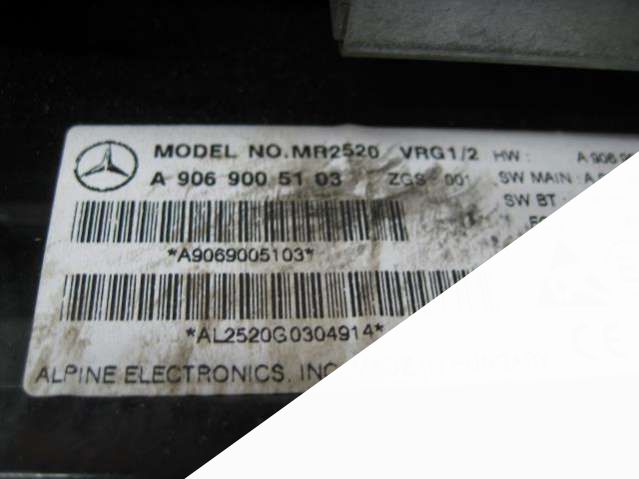 MODEL NO.MR2520 VRG1/2 HW: A 906
A 906 900 51 03 ZGS 001 SW MAIN: A
SW BT:
*A9069005103*
*AL2520G0304914*
ALPINE ELECTRONICS, INC